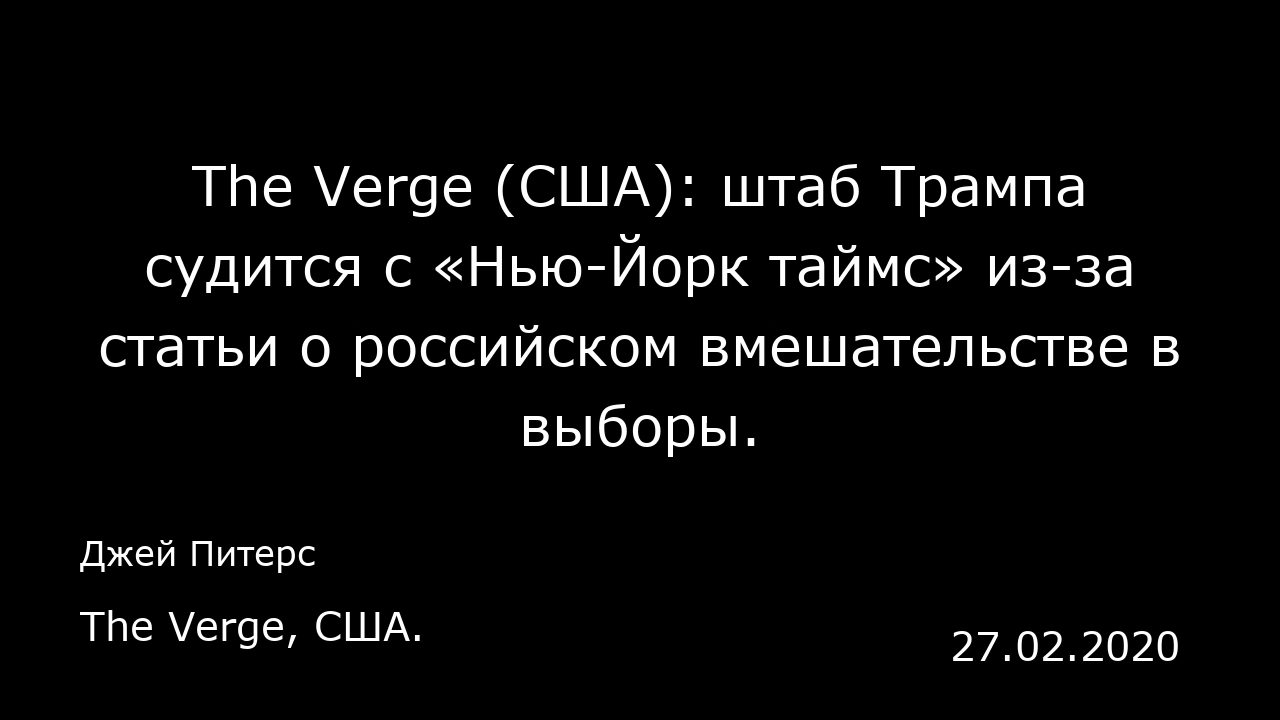 The Verge (США): штаб Трампа
судится с «Нью-Йорк таймс» из-за
статьи о российском вмешательстве в
выборы.
Джей Питерс
The Verge, США.
27.02.2020